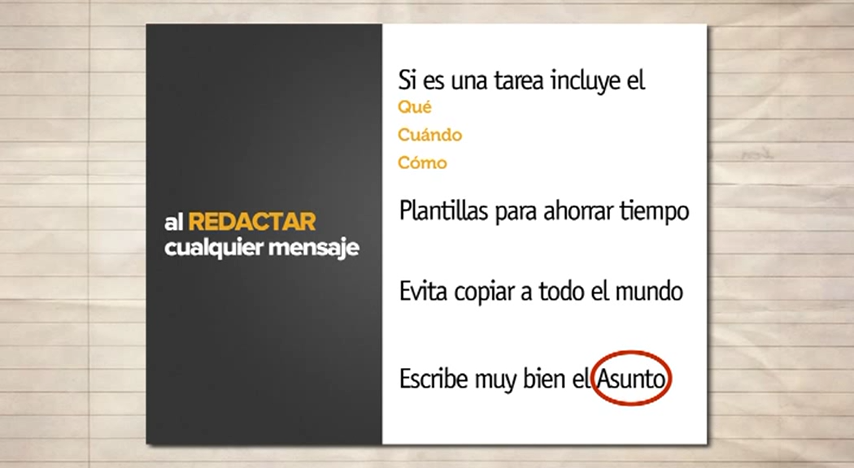 al REDACTAR
cualquier mensaje
Si es una tarea incluye el
Qué
Cuándo
Cómo
Plantillas para ahorrar tiempo
Evita copiar a todo el mundo
Escribe muy bien el Asunto